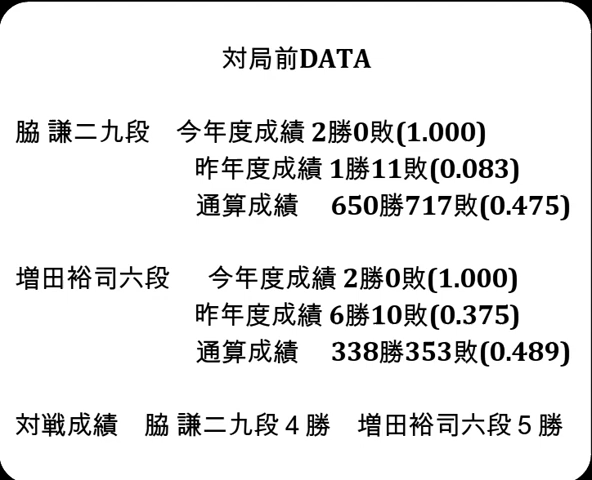 対局前DATA
脇 謙二九段　今年度成績 2勝0敗(1.000)
昨年度成績 1勝11敗(0.083)
通算成績　650勝717敗(0.475)
増田裕司六段　今年度成績 2勝0敗(1.000)
昨年度成績 6勝10敗(0.375)
通算成績　338勝353敗(0.489)
対戦成績　脇 謙二九段４勝　増田裕司六段５勝